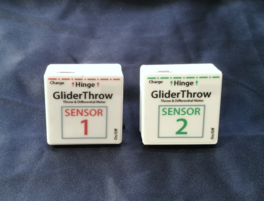 Charge ↑Hinge↑
GliderThrow
Throw & Differential Meter
SENSOR
1
Charge ↑Hinge↑
GliderThrow
Throw & Differential Meter
SENSOR
2